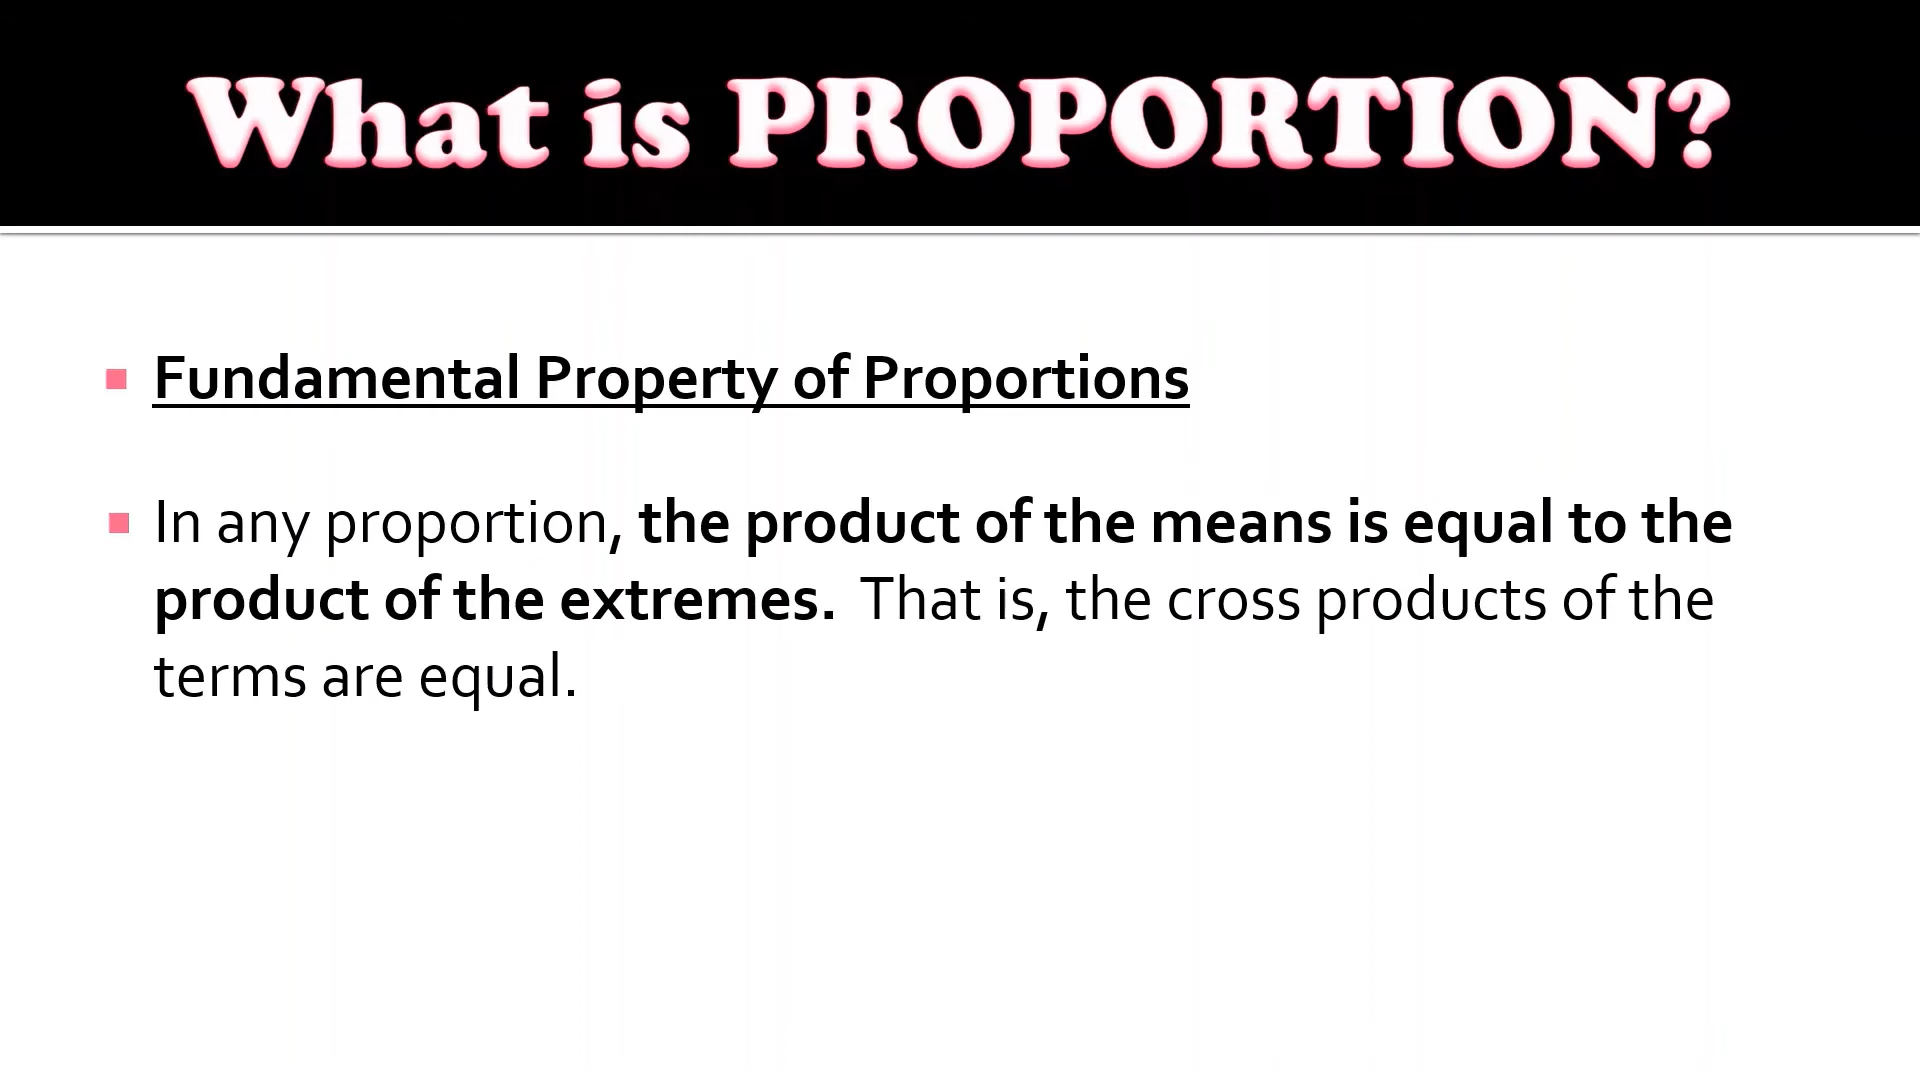 What is PROPORTION?
Fundamental Property of Proportions
In any proportion, the product of the means is equal to the
product of the extremes. That is, the cross products of the
terms are equal.